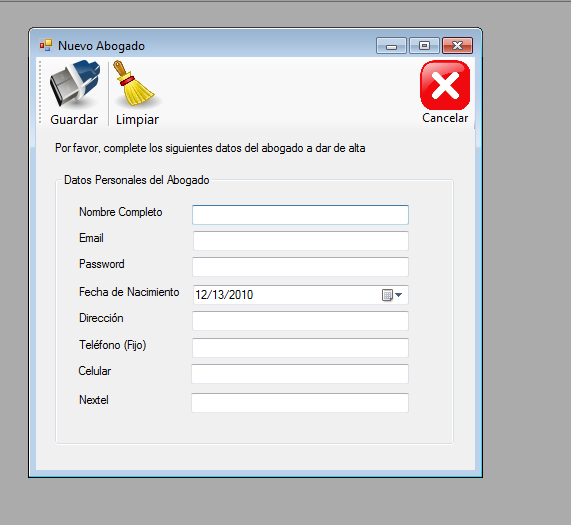 Nuevo Abogado
Guardar Limpiar Cancelar
Por favor, complete los siguientes datos del abogado a dar de alta
Datos Personales del Abogado
Nombre Completo
Email
Password
Fecha de Nacimiento 12/13/2010
Dirección
Teléfono (Fijo)
Celular
Nextel